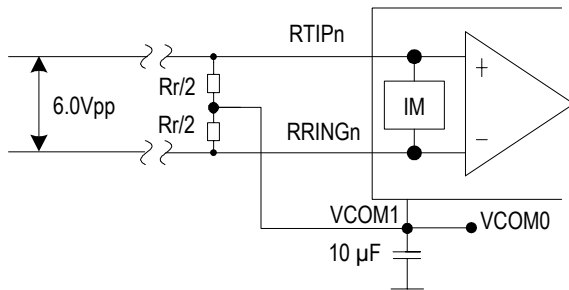 RTIPn
Rr/2
6.0Vpp
IM
Rr/2
RRINGn
VCOM1
VCOM0
10 µF